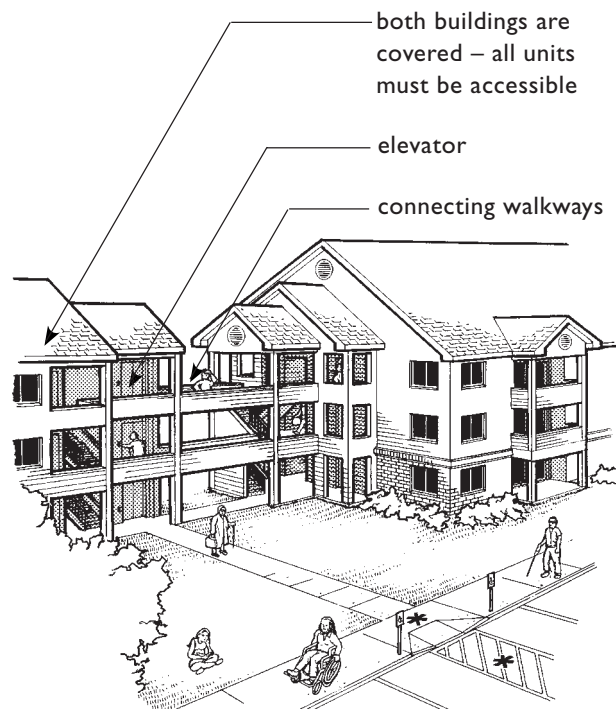 both buildings are
covered – all units
must be accessible
elevator
connecting walkways